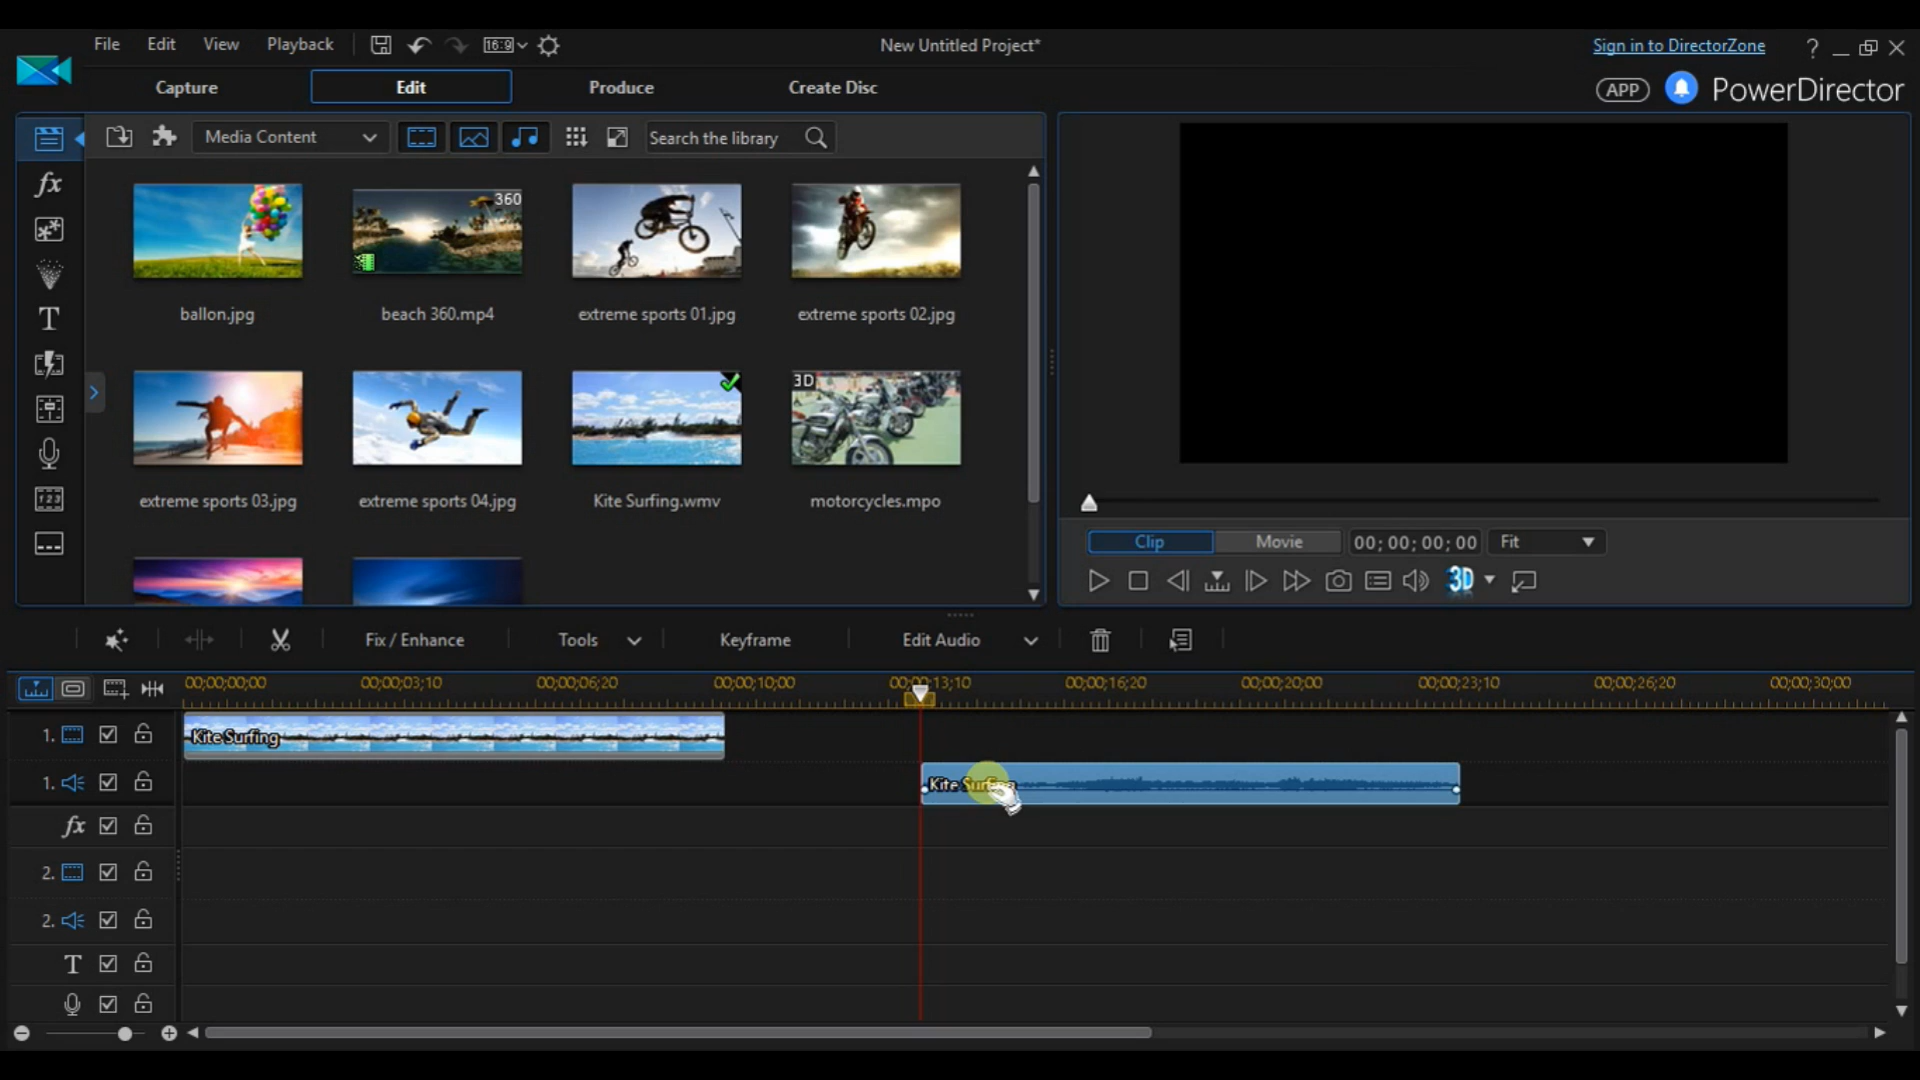 File Edit View Playback 16:9 New Untitled Project* Sign in to DirectorZone ?
Capture Edit Produce Create Disc APP PowerDirector
Media Content Search the library
360
ballon.jpg beach 360.mp4 extreme sports 01.jpg extreme sports 02.jpg
3D
extreme sports 03.jpg extreme sports 04.jpg Kite Surfing.wmv motorcycles.mpo
fx
T
123
Clip Movie 00; 00; 00; 00 Fit
3D
Fix / Enhance Tools Keyframe Edit Audio
00;00;00;00 00;00;03;10 00;00;06;20 00;00;10;00 00;00;13;10 00;00;16;20 00;00;20;00 00;00;23;10 00;00;26;20 00;00;30;00
1. Kite Surfing
1. Kite Surfing
fx
2.
2.
T